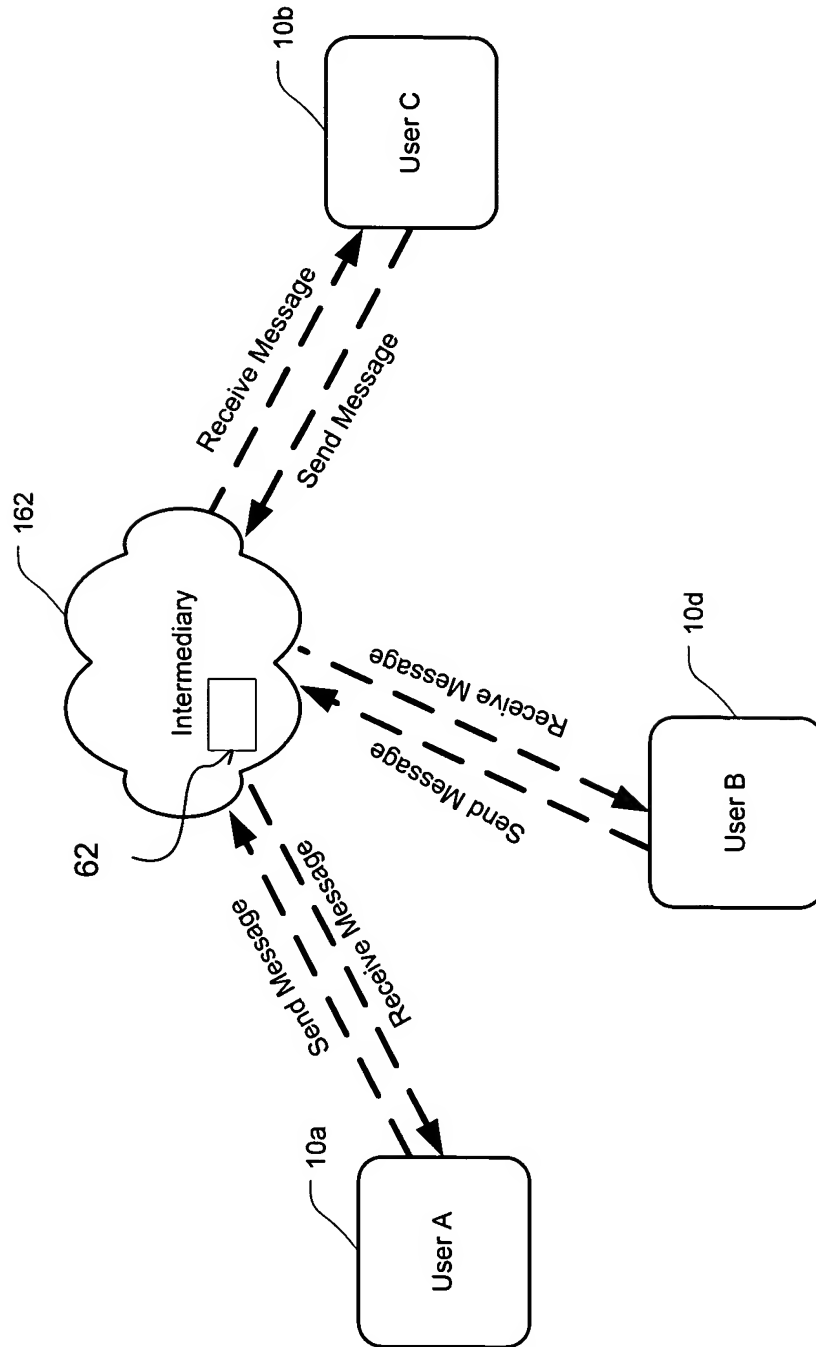 162
Intermediary
62
Send Message
Receive Message
Send Message
Receive Message
Receive Message
Send Message
10a
User A
10d
User B
10b
User C